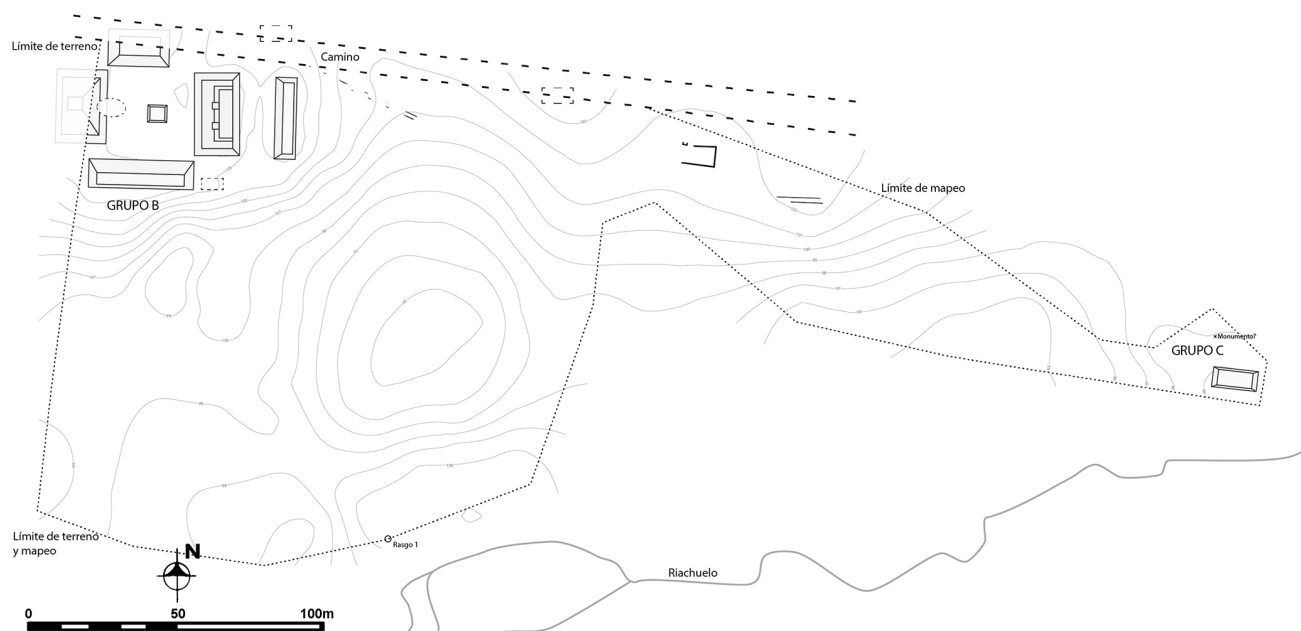 Límite de terreno
Camino
GRUPO B
Límite de mapeo
×Monumento?
GRUPO C
Límite de terreno
y mapeo
N
Rasgo 1
Riachuelo
0 50 100m